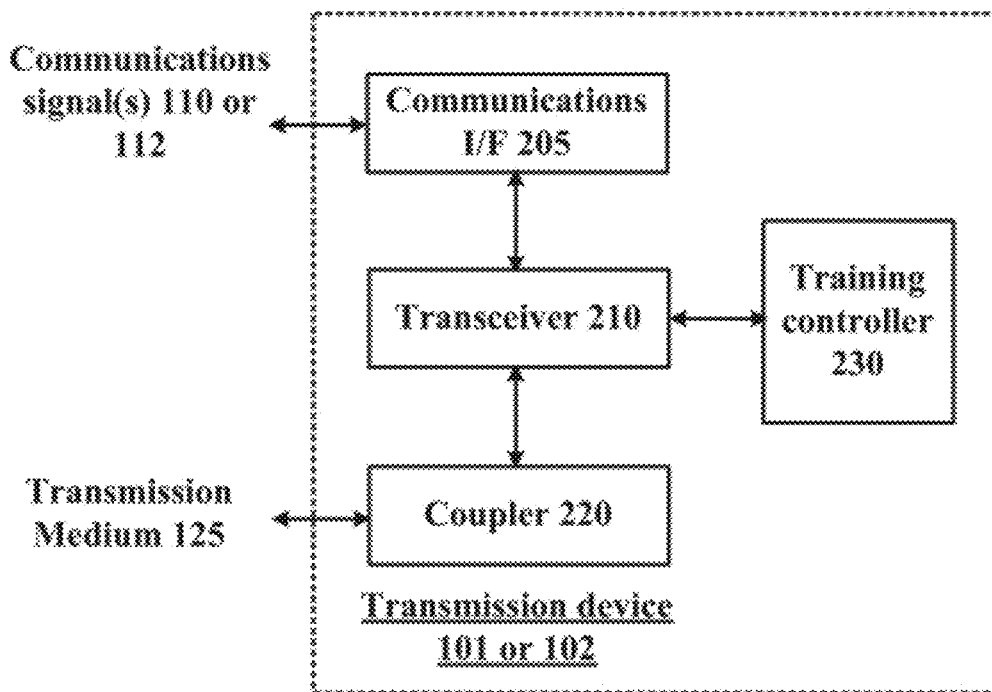 Communications
signal(s) 110 or
112
Communications
I/F 205
Transceiver 210
Training
controller
230
Transmission
Medium 125
Coupler 220
Transmission device
101 or 102